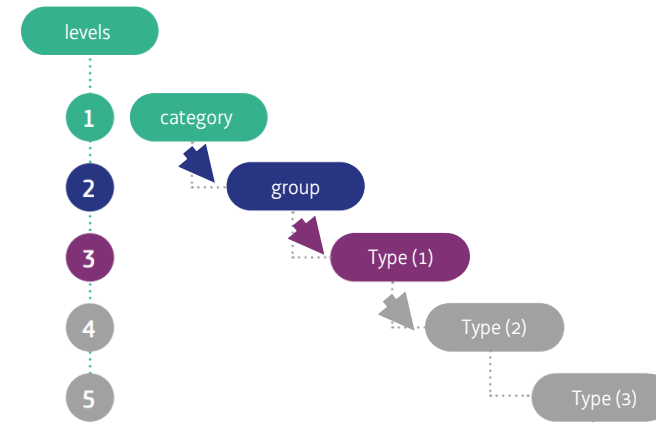 levels
1 category
2 group
3 Type (1)
4 Type (2)
5 Type (3)